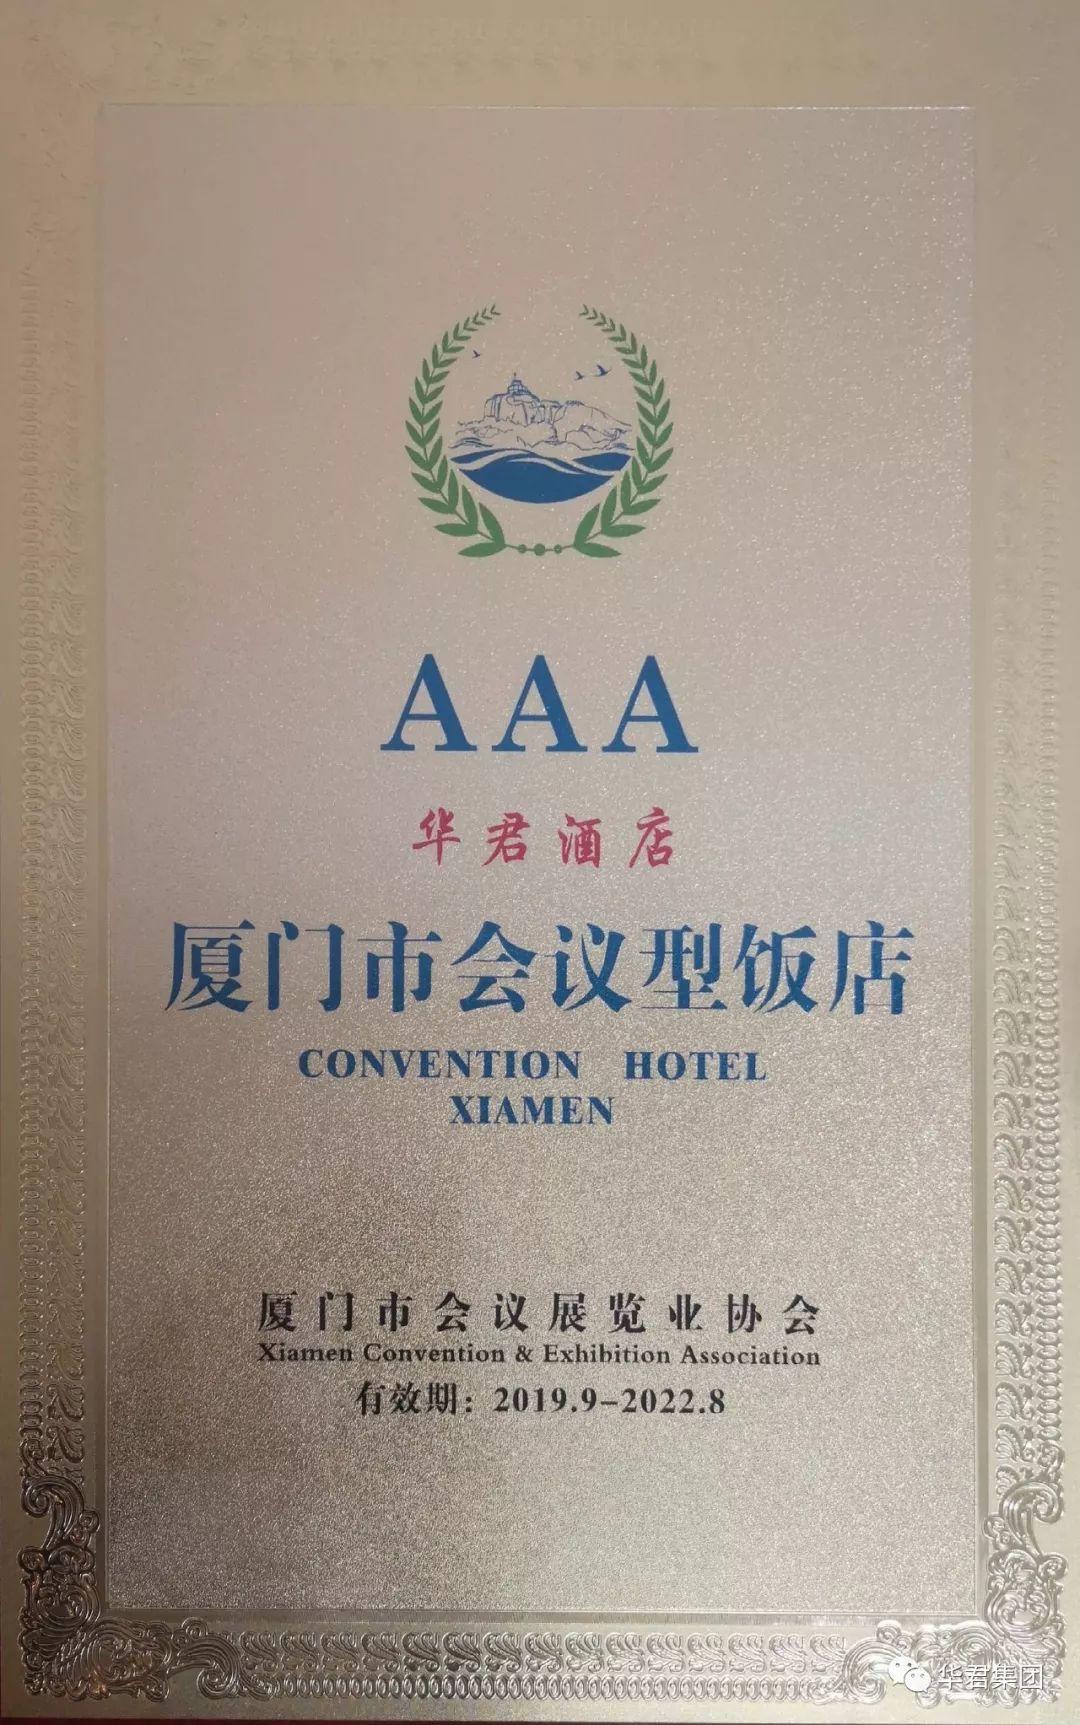 AAA
华君酒店
厦门市会议型饭店
CONVENTION HOTEL
XIAMEN
厦门市会议展览业协会
Xiamen Convention & Exhibition Association
有效期：2019.9-2022.8
华君集团